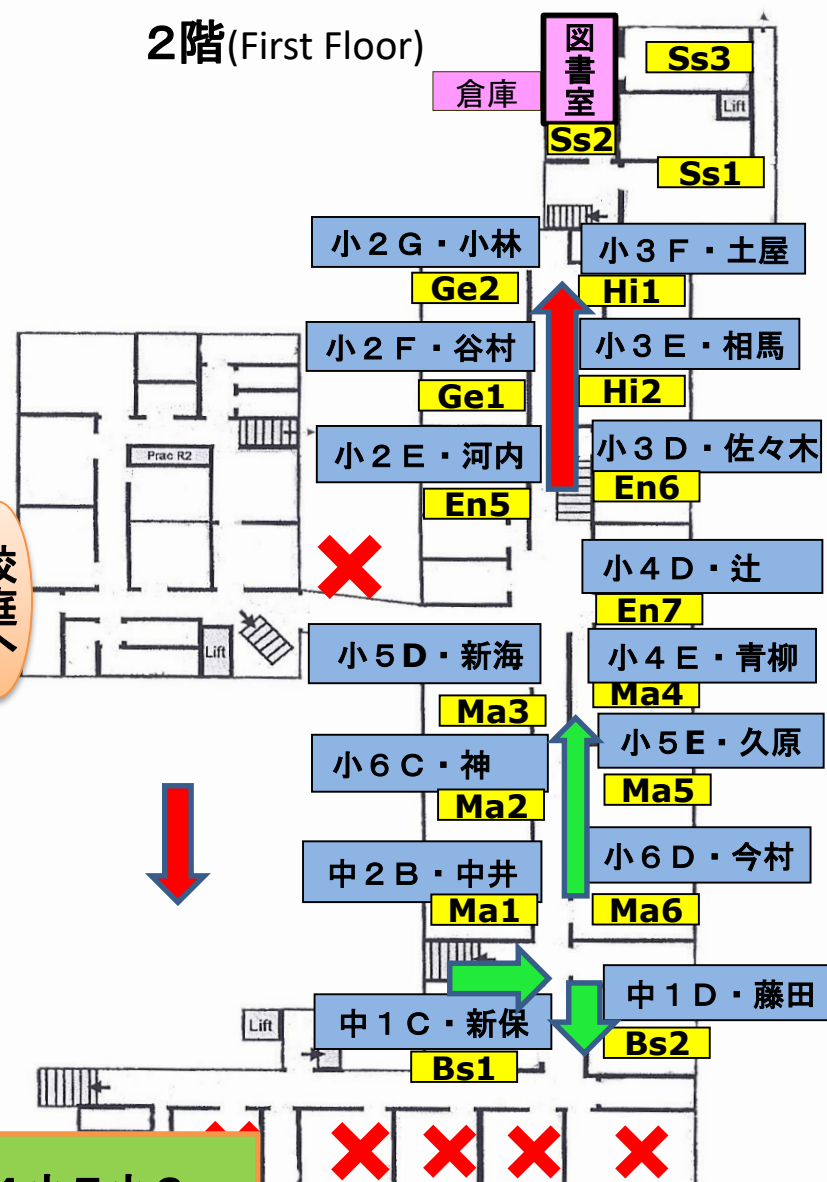 2階(First Floor)
図書室
倉庫
Ss3
Lift
Ss2
Ss1
小2G・小林
Ge2
小3F・土屋
Hi1
小2F・谷村
Ge1
小3E・相馬
Hi2
小2E・河内
En5
小3D・佐々木
En6
Prac R2
小4D・辻
En7
Lift
小5D・新海
Ma3
小4E・青柳
Ma4
小5E・久原
Ma5
小6C・神
Ma2
小6D・今村
Ma6
中2B・中井
Ma1
中1D・藤田
Bs2
Lift
中1C・新保
Bs1